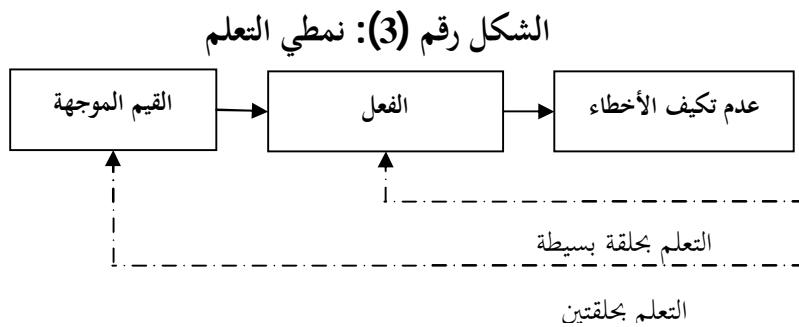 الشكل رقم (3): نمطي التعلم
القيم الموجهة
الفعل
عدم تكيف الأخطاء
التعلم بحلقة بسيطة
التعلم بحلقتين